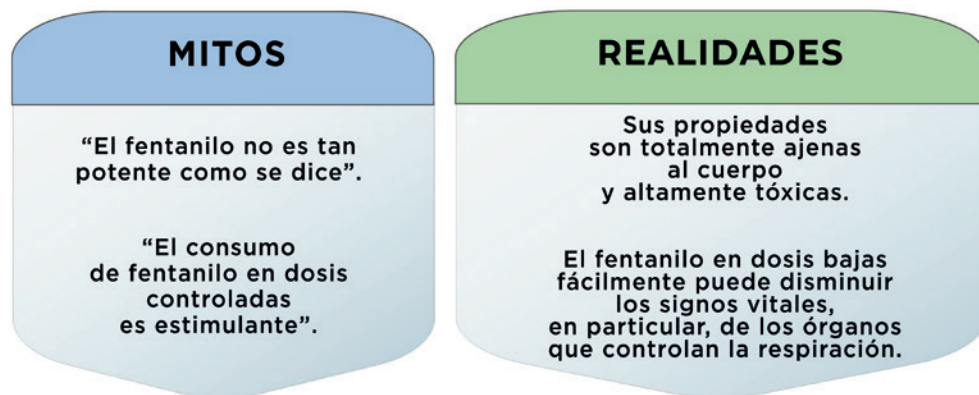 MITOS
“El fentanilo no es tan
potente como se dice”.
“El consumo
de fentanilo en dosis
controladas
es estimulante”.
REALIDADES
Sus propiedades
son totalmente ajenas
al cuerpo
y altamente tóxicas.
El fentanilo en dosis bajas
fácilmente puede disminuir
los signos vitales,
en particular, de los órganos
que controlan la respiración.